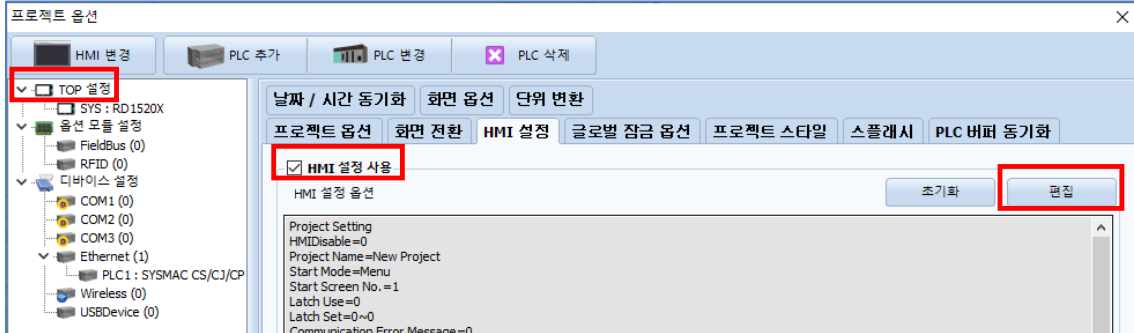 프로젝트 옵션
HMI 변경
PLC 추가
PLC 변경
PLC 삭제
TOP 설정
SYS : RD1520X
옵션 모듈 설정
FieldBus (0)
RFID (0)
디바이스 설정
COM1 (0)
COM2 (0)
COM3 (0)
Ethernet (1)
PLC1 : SYSMAC CS/CJ/CP
Wireless (0)
USBDevice (0)
날짜 / 시간 동기화 화면 옵션 단위 변환
프로젝트 옵션 화면 전환 HMI 설정 글로벌 잠금 옵션 프로젝트 스타일 스플래시 PLC 버퍼 동기화
HMI 설정 사용
HMI 설정 옵션
초기화
편집
Project Setting
HMIDisable=0
Project Name=New Project
Start Mode=Menu
Start Screen No.=1
Latch Use=0
Latch Set=0~0
Communication Error Message=0